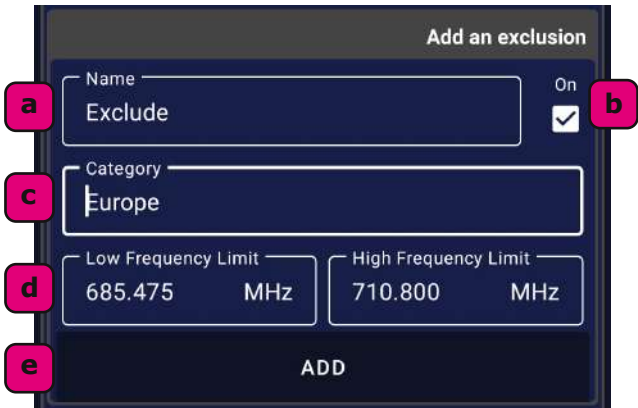 Add an exclusion
a
Name
On
b
Exclude
c
Category
Europe
d
Low Frequency Limit
High Frequency Limit
685.475 MHz
710.800 MHz
e
ADD